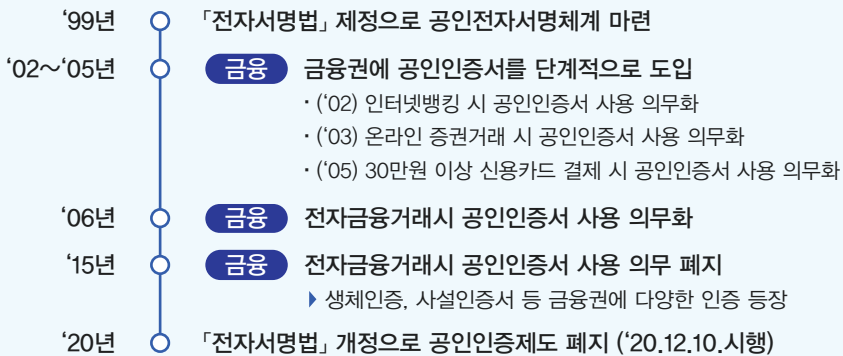 ‘99년 「전자서명법」 제정으로 공인전자서명체계 마련
‘02~‘05년 금융 금융권에 공인인증서를 단계적으로 도입
· (‘02) 인터넷뱅킹 시 공인인증서 사용 의무화
· (‘03) 온라인 증권거래 시 공인인증서 사용 의무화
· (‘05) 30만원 이상 신용카드 결제 시 공인인증서 사용 의무화
‘06년 금융 전자금융거래시 공인인증서 사용 의무화
‘15년 금융 전자금융거래시 공인인증서 사용 의무 폐지
▶ 생체인증, 사설인증서 등 금융권에 다양한 인증 등장
‘20년 「전자서명법」 개정으로 공인인증제도 폐지 (‘20.12.10.시행)